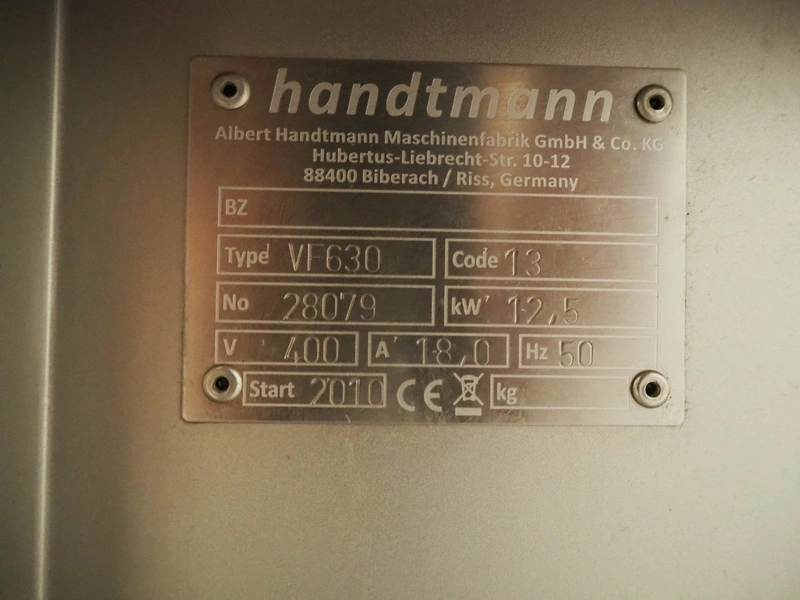 handtmann
Albert Handtmann Maschinenfabrik GmbH & Co. KG
Hubertus-Liebrecht-Str. 10-12
88400 Biberach / Riss, Germany
BZ
Type VF630 Code 13
No 28079 kW 12,5
V 400 A 18,0 Hz 50
Start 2010 CE kg